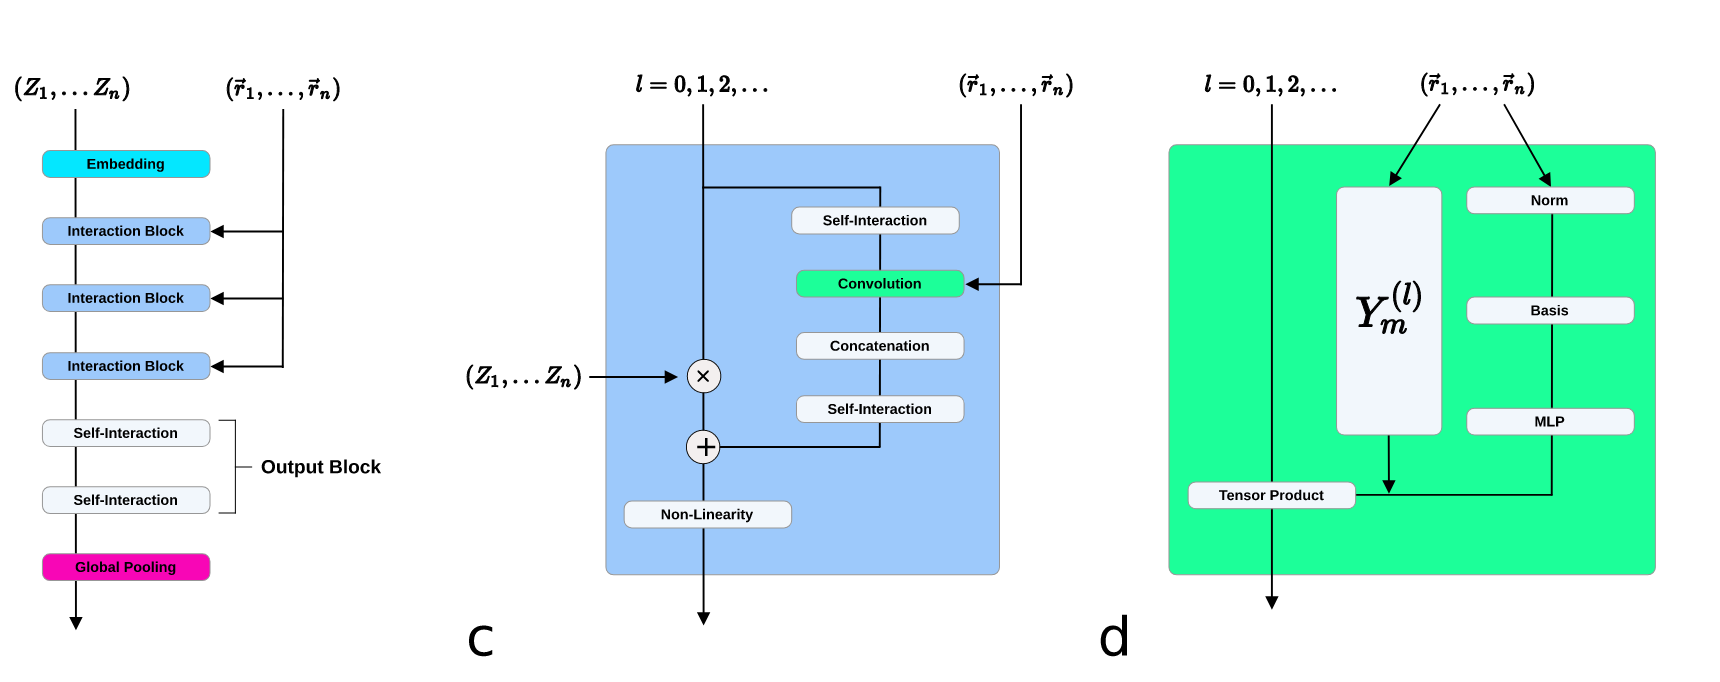 (Z₁, … Zₙ)
(r⃗₁, …, r⃗ₙ)
Embedding
Interaction Block
Interaction Block
Interaction Block
Self-Interaction
Output Block
Self-Interaction
Global Pooling
l = 0, 1, 2, …
(r⃗₁, …, r⃗ₙ)
Self-Interaction
Convolution
Concatenation
(Z₁, … Zₙ)
×
Self-Interaction
+
Non-Linearity
c
l = 0, 1, 2, …
(r⃗₁, …, r⃗ₙ)
Norm
Yₘ⁽ˡ⁾
Basis
MLP
Tensor Product
d